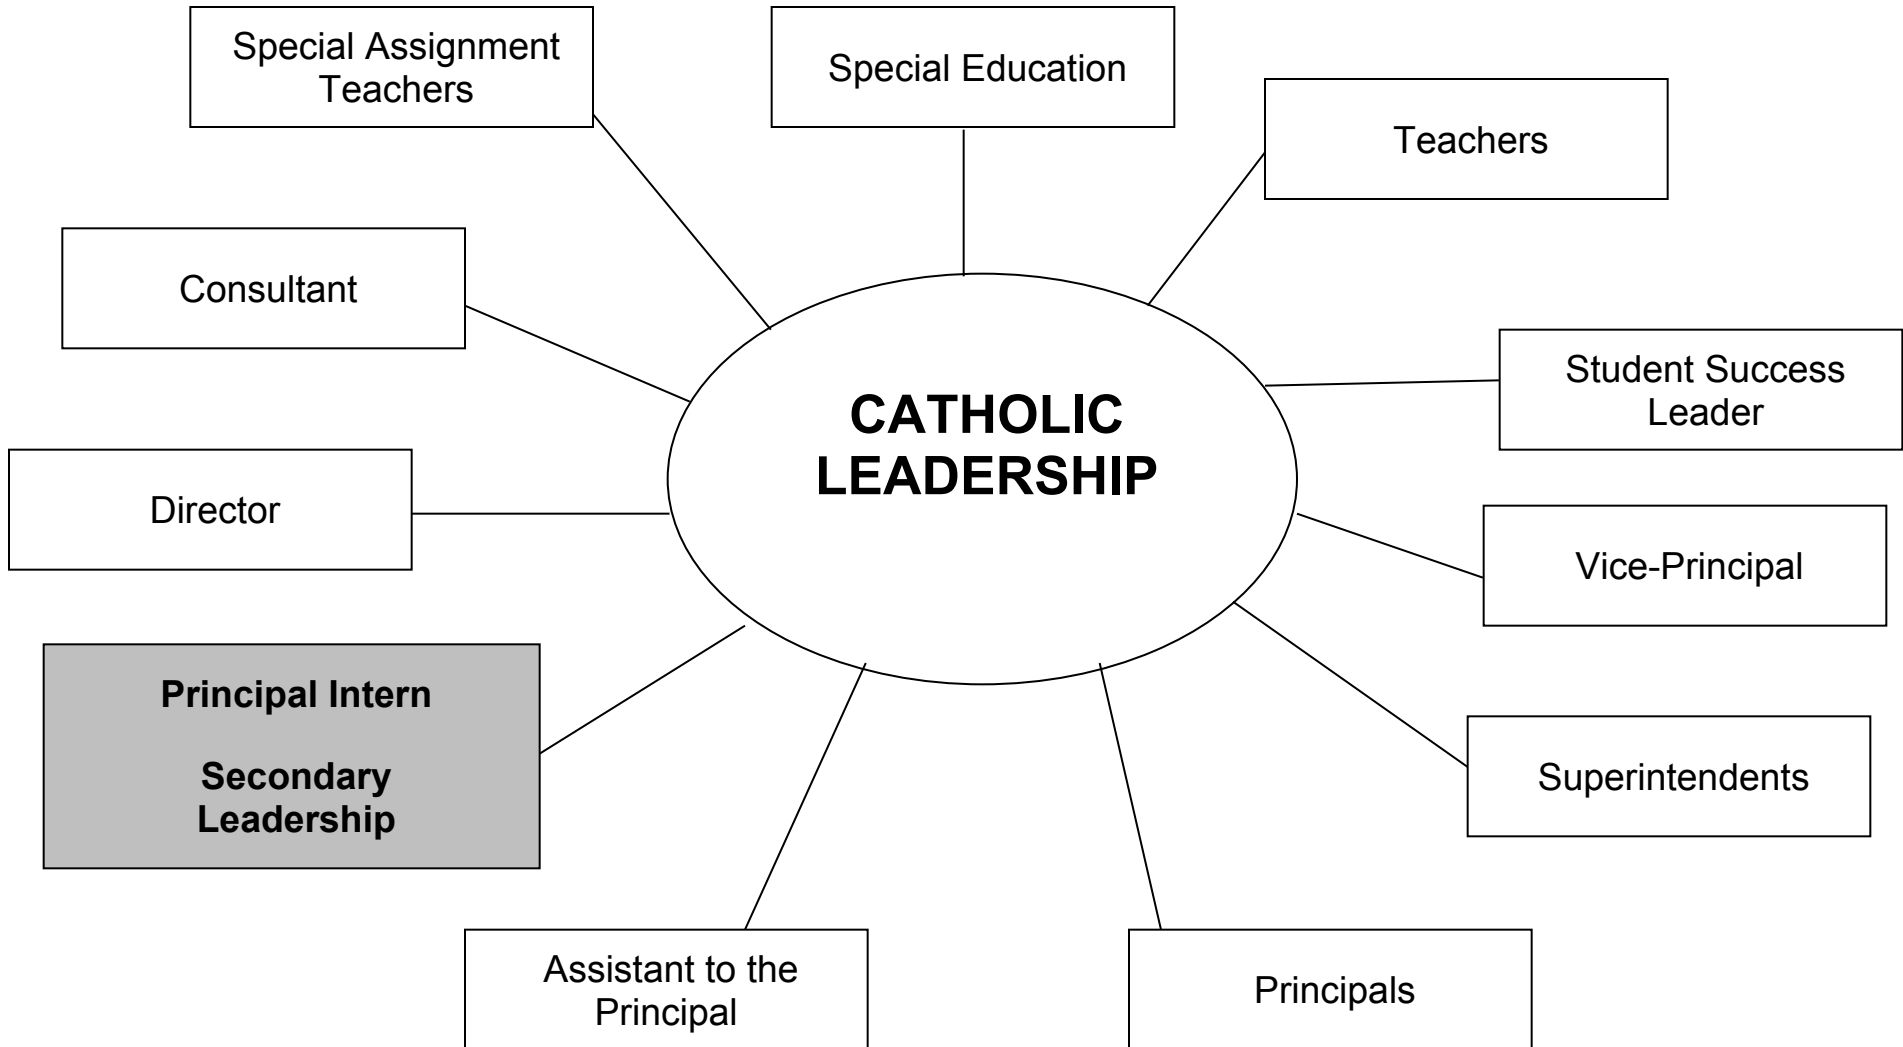 Special Assignment
Teachers
Special Education
Teachers
Consultant
Student Success
Leader
CATHOLIC
LEADERSHIP
Director
Vice-Principal
Principal Intern
Secondary
Leadership
Superintendents
Assistant to the
Principal
Principals